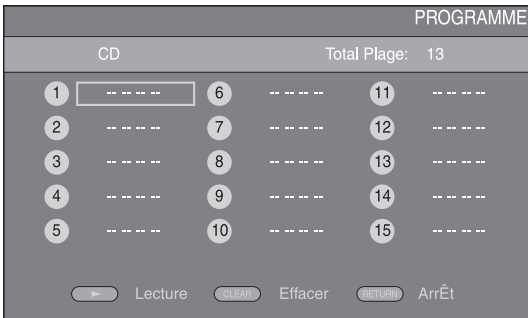 PROGRAMME
CD Total Plage: 13
1 -- -- -- -- 6 -- -- -- -- 11 -- -- -- --
2 -- -- -- -- 7 -- -- -- -- 12 -- -- -- --
3 -- -- -- -- 8 -- -- -- -- 13 -- -- -- --
4 -- -- -- -- 9 -- -- -- -- 14 -- -- -- --
5 -- -- -- -- 10 -- -- -- -- 15 -- -- -- --
Lecture CLEAR Effacer RETURN ArrÊt